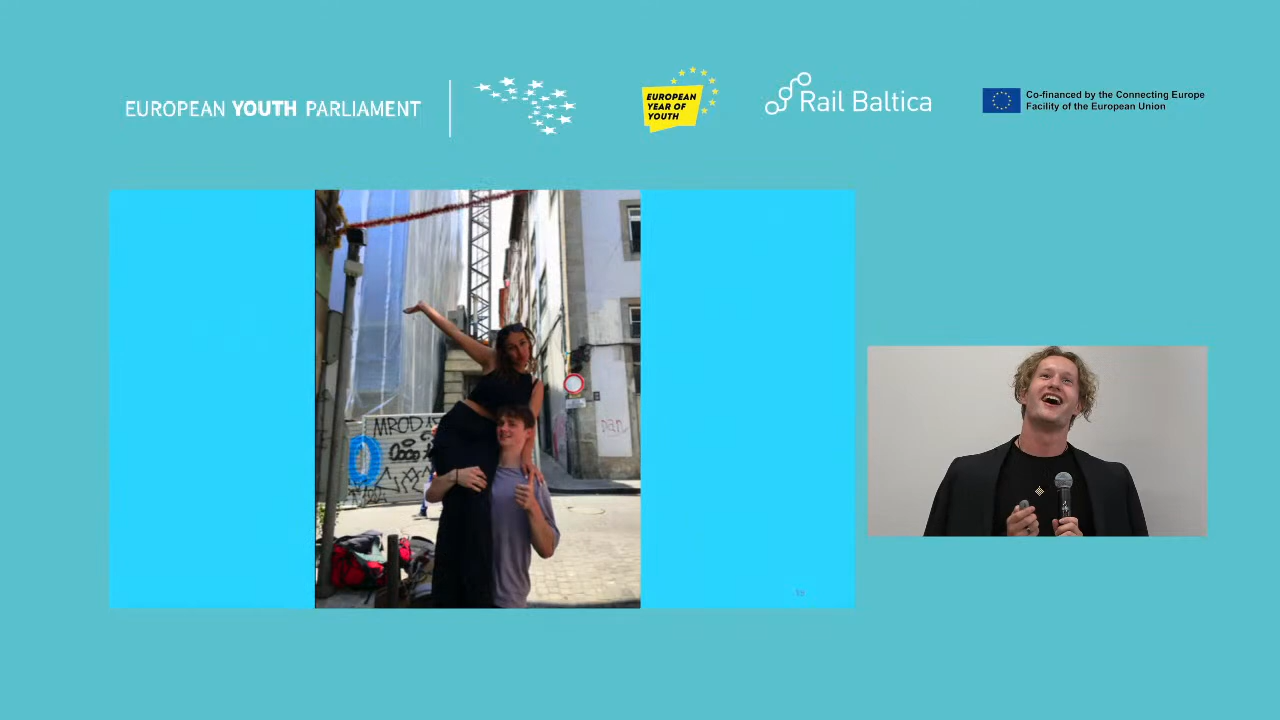 EUROPEAN YOUTH PARLIAMENT
EUROPEAN
YEAR OF
YOUTH
Rail Baltica
Co-financed by the Connecting Europe
Facility of the European Union